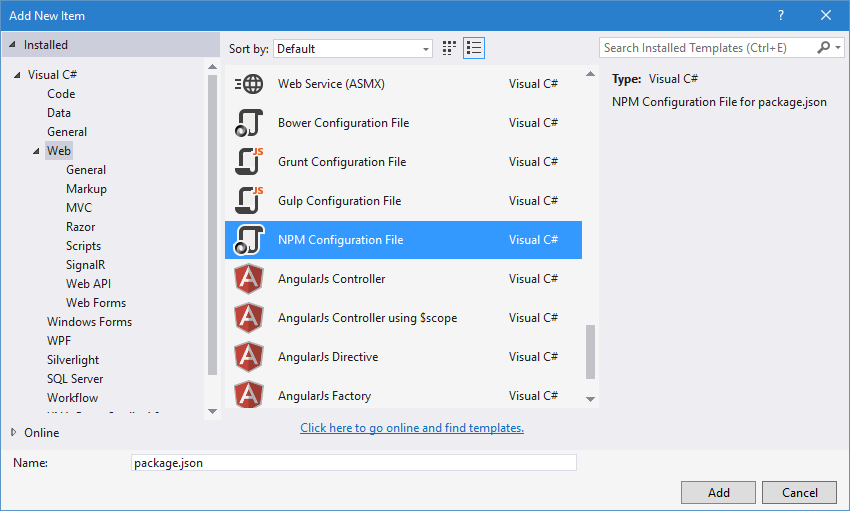 Add New Item
?
Installed
Sort by: Default
Search Installed Templates (Ctrl+E)
Visual C#
Code
Data
General
Web
General
Markup
MVC
Razor
Scripts
SignalR
Web API
Web Forms
Windows Forms
WPF
Silverlight
SQL Server
Workflow
Online
Web Service (ASMX) Visual C#
Bower Configuration File Visual C#
JS
Grunt Configuration File Visual C#
JS
Gulp Configuration File Visual C#
NPM Configuration File Visual C#
A
AngularJs Controller Visual C#
A
AngularJs Controller using $scope Visual C#
A
AngularJs Directive Visual C#
A
AngularJs Factory Visual C#
Click here to go online and find templates.
Type: Visual C#
NPM Configuration File for package.json
Name: package.json
Add
Cancel